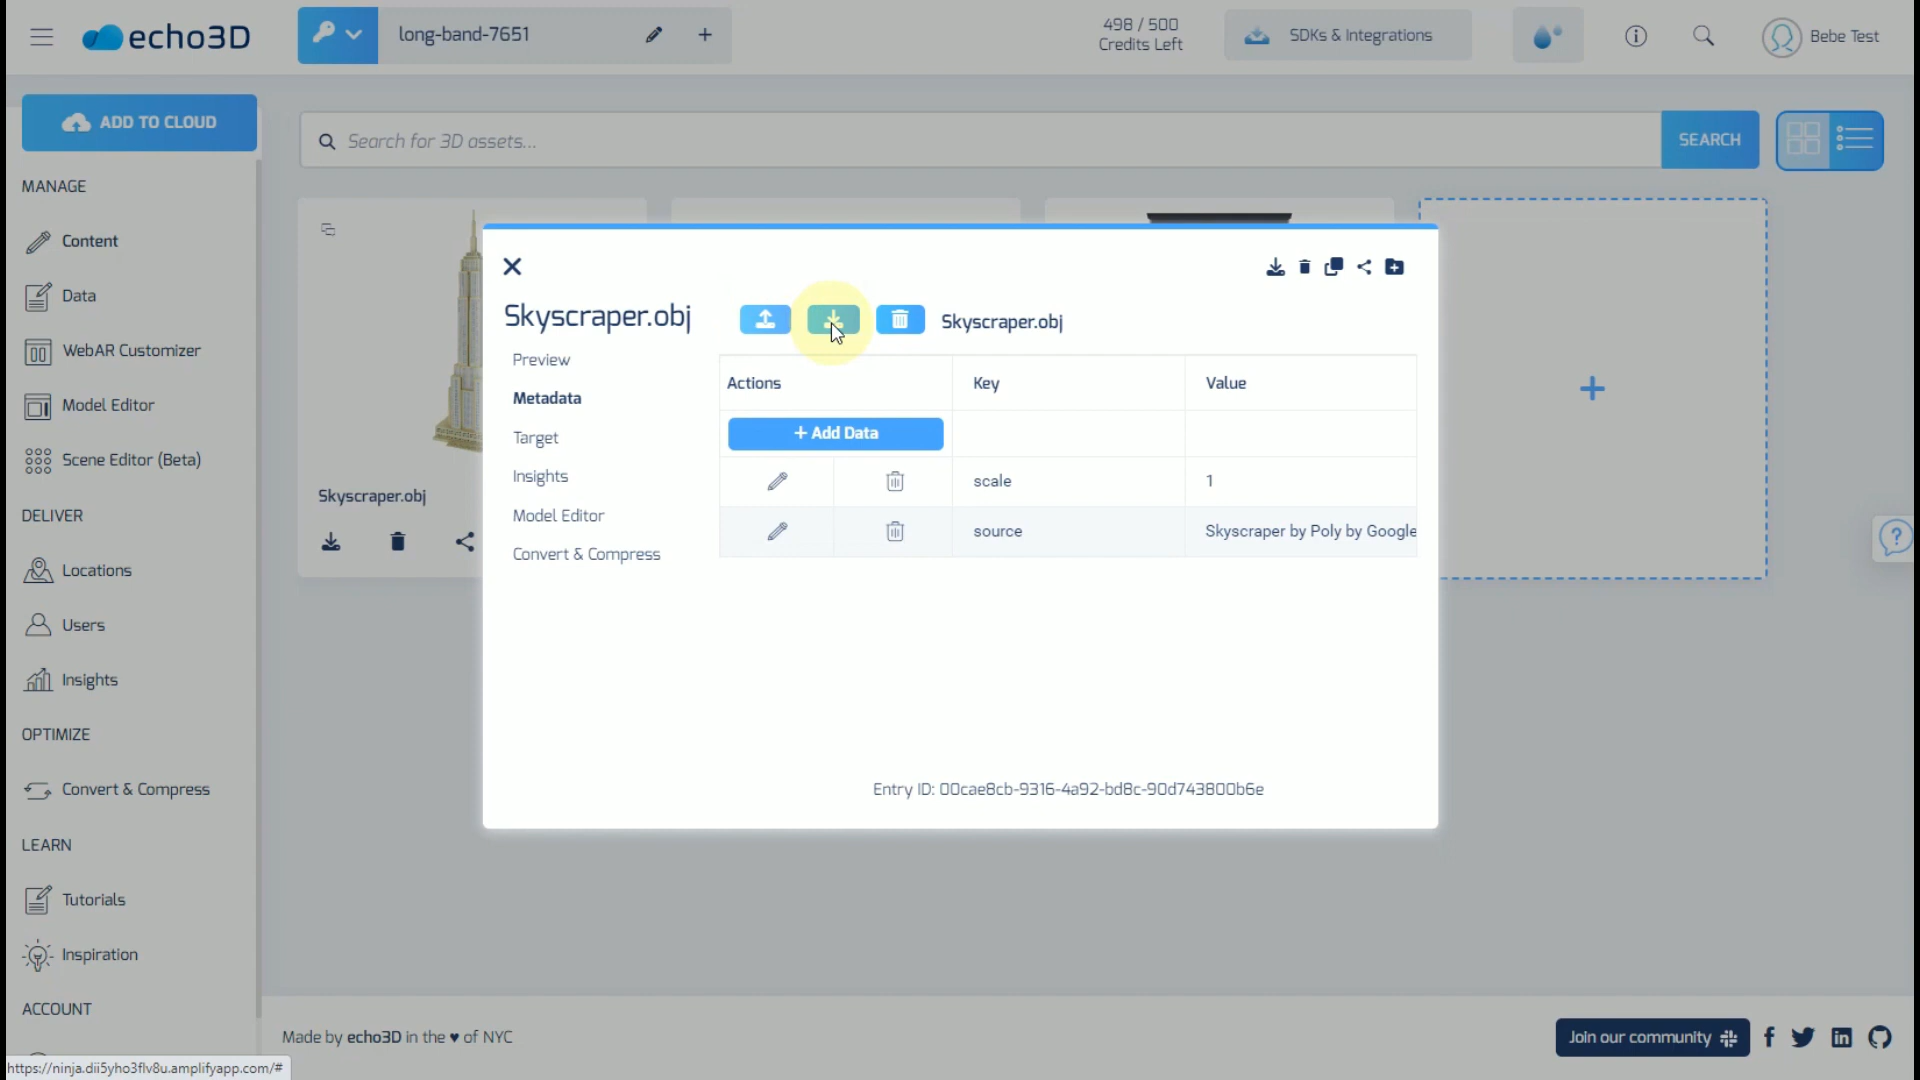 echo3D
long-band-7651
498 / 500
Credits Left
SDKs & Integrations
Bebe Test
ADD TO CLOUD
Search for 3D assets...
SEARCH
MANAGE
Content
Data
WebAR Customizer
Model Editor
Scene Editor (Beta)
DELIVER
Locations
Users
Insights
OPTIMIZE
Convert & Compress
LEARN
Tutorials
Inspiration
ACCOUNT
Skyscraper.obj
Skyscraper.obj
Preview
Metadata
Target
Insights
Model Editor
Convert & Compress
Skyscraper.obj
Actions Key Value
+ Add Data
scale 1
source Skyscraper by Poly by Google
Entry ID: 00cae8cb-9316-4a92-bd8c-90d743800b6e
Made by echo3D in the ♥ of NYC
Join our community
https://ninja.dii5yho3flv8u.amplifyapp.com/#